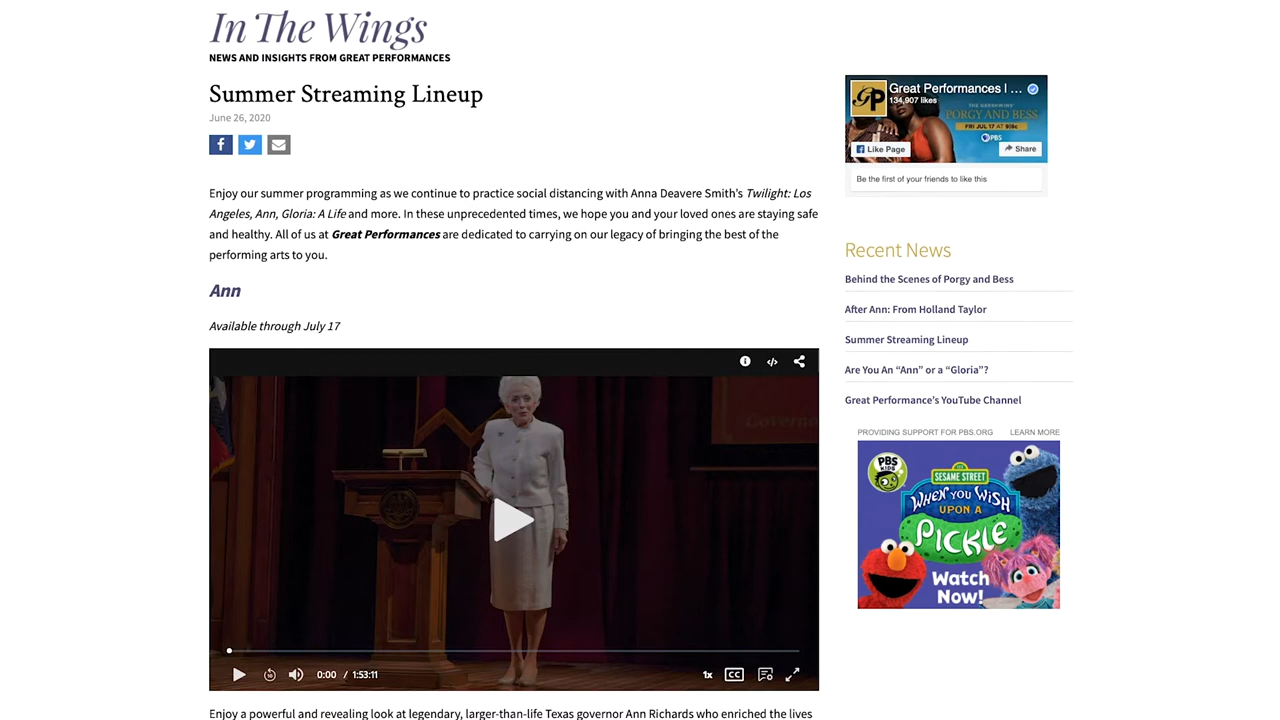 In The Wings
NEWS AND INSIGHTS FROM GREAT PERFORMANCES
Summer Streaming Lineup
June 26, 2020
Enjoy our summer programming as we continue to practice social distancing with Anna Deavere Smith's Twilight: Los
Angeles, Ann, Gloria: A Life and more. In these unprecedented times, we hope you and your loved ones are staying safe
and healthy. All of us at Great Performances are dedicated to carrying on our legacy of bringing the best of the
performing arts to you.
Ann
Available through July 17
Governo
0:00 / 1:53:11
1x
CC
Enjoy a powerful and revealing look at legendary, larger-than-life Texas governor Ann Richards who enriched the lives
GP
Great Performances | ...
134,907 likes
THE GERSHWINS'
PORGY AND BESS
FRI JUL 17 AT 9/8c
PBS
Like Page
Share
Be the first of your friends to like this
Recent News
Behind the Scenes of Porgy and Bess
After Ann: From Holland Taylor
Summer Streaming Lineup
Are You An “Ann” or a “Gloria”?
Great Performance's YouTube Channel
PROVIDING SUPPORT FOR PBS.ORG
LEARN MORE
PBS
KIDS
SESAME STREET
WHEN YOU WISH
UPON A
PICKLE
Watch
Now!